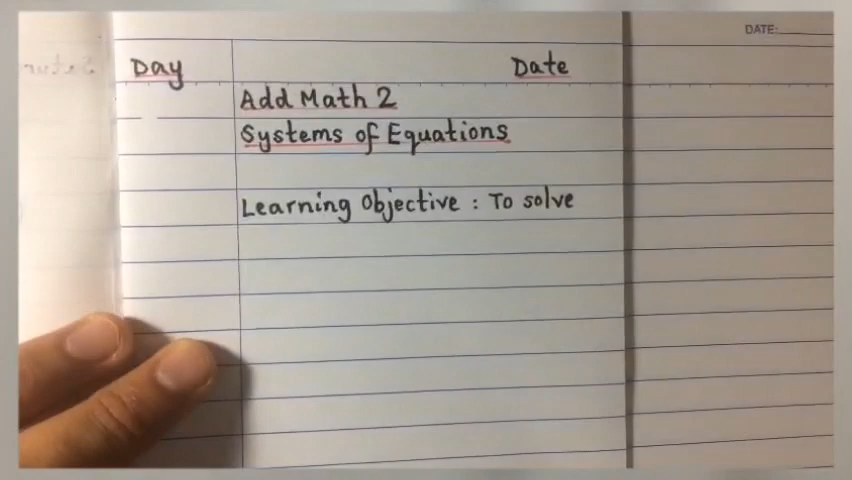 DATE:
Day Date
Add Math 2
Systems of Equations
Learning Objective : To solve